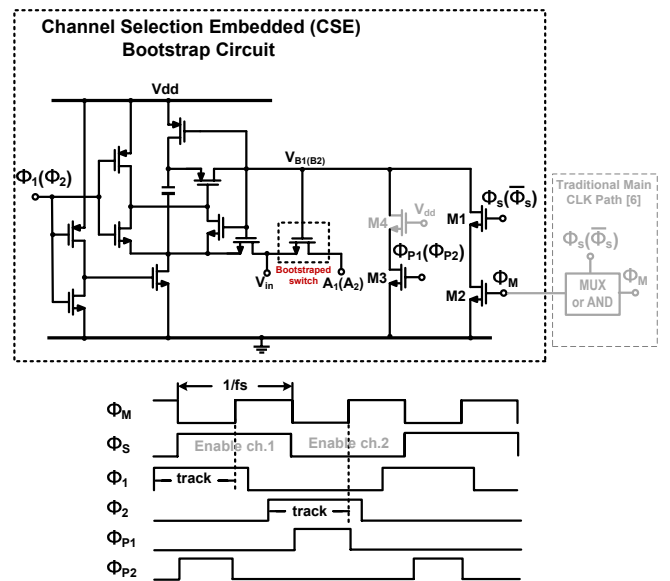 Channel Selection Embedded (CSE)
Bootstrap Circuit
Vdd
Φ1(Φ2)
VB1(B2)
Vdd
M4
M1
ΦS(Φ̅S)
Traditional Main
CLK Path [6]
ΦS(Φ̅S)
ΦP1(ΦP2)
M3
Bootstraped
switch
Vin
A1(A2)
M2
ΦM
MUX
or AND
ΦM
1/fs
ΦM
ΦS
Enable ch.1
Enable ch.2
Φ1
track
Φ2
track
ΦP1
ΦP2